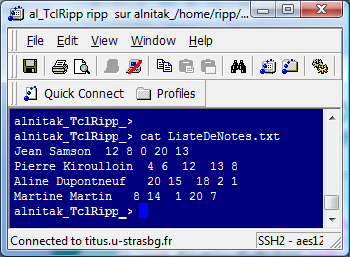 al_TclRipp ripp sur alnitak_/home/ripp/...
File Edit View Window Help
Quick Connect Profiles
alnitak_TclRipp_>
alnitak_TclRipp_> cat ListeDeNotes.txt
Jean Samson  12 8 0 20 13
Pierre Kiroulloin  4 6  12  13 8
Aline Dupontneuf   20 15  18 2 1
Martine Martin   8 14  1 20 7
alnitak_TclRipp_>
Connected to titus.u-strasbg.fr SSH2 - aes12